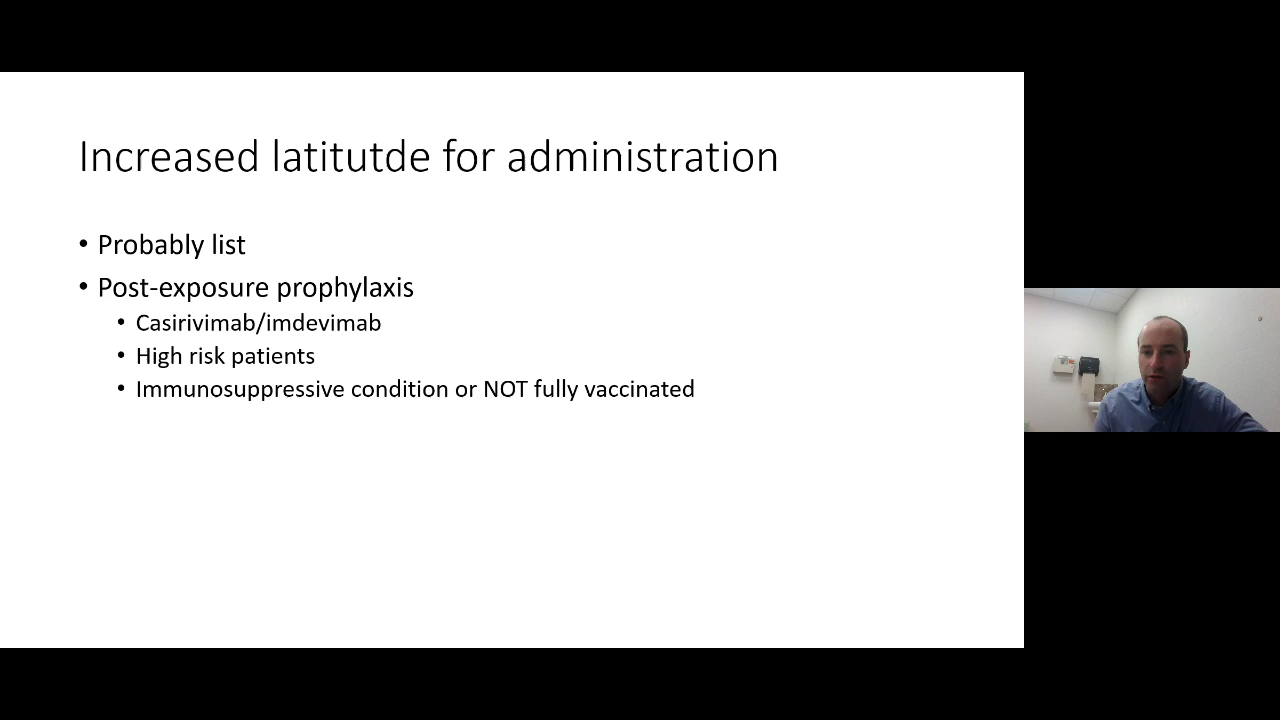 Increased latitutde for administration
• Probably list
• Post-exposure prophylaxis
• Casirivimab/imdevimab
• High risk patients
• Immunosuppressive condition or NOT fully vaccinated